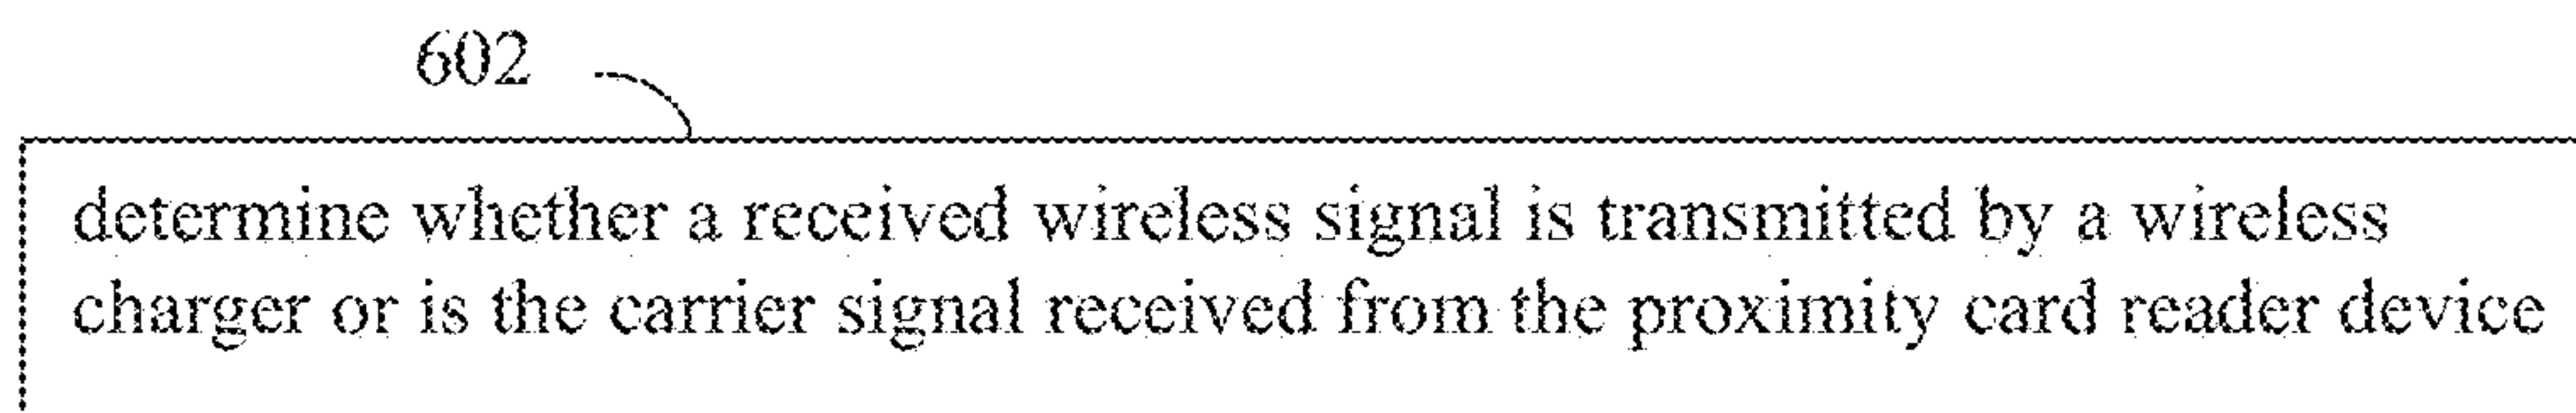 602
determine whether a received wireless signal is transmitted by a wireless
charger or is the carrier signal received from the proximity card reader device